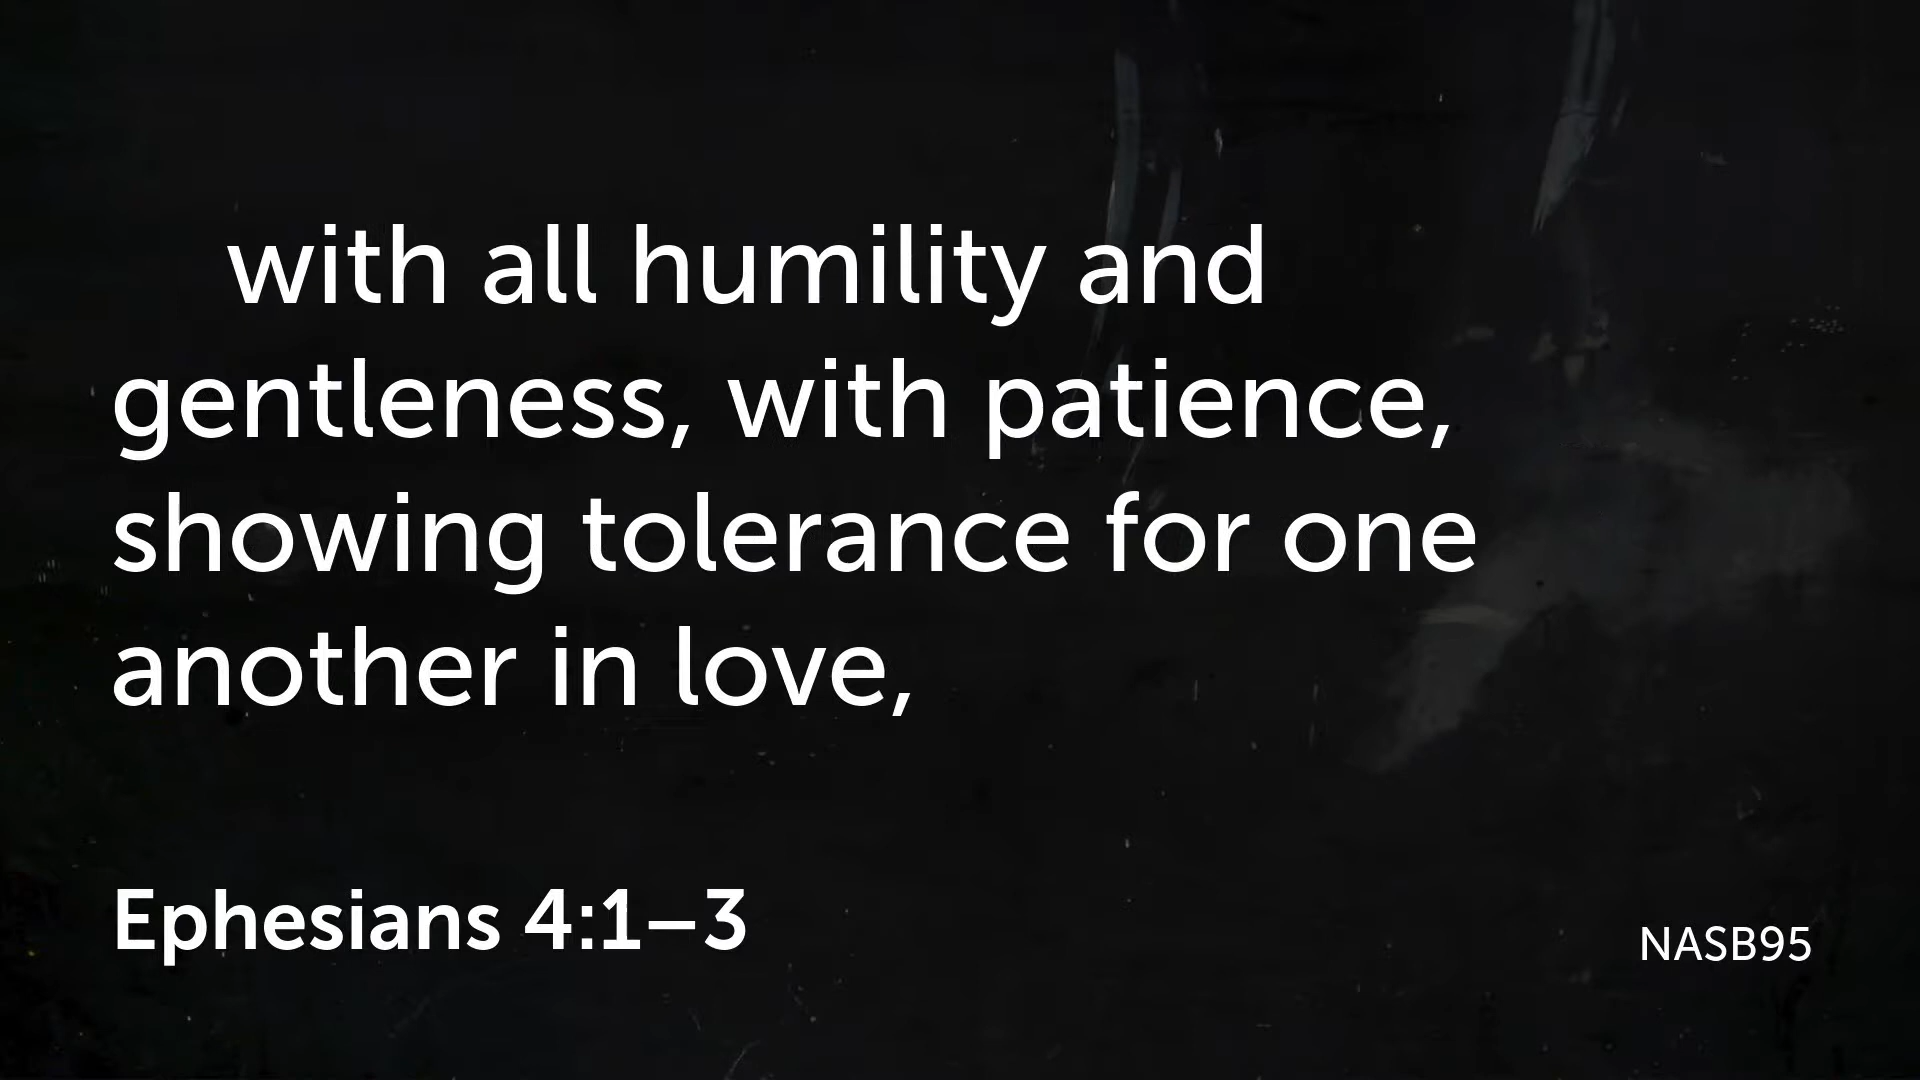 with all humility and
gentleness, with patience,
showing tolerance for one
another in love,
Ephesians 4:1–3
NASB95